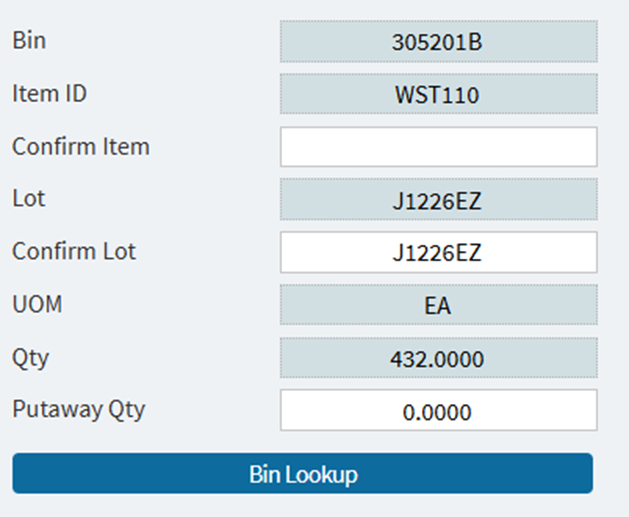 Bin 305201B
Item ID WST110
Confirm Item
Lot J1226EZ
Confirm Lot J1226EZ
UOM EA
Qty 432.0000
Putaway Qty 0.0000
Bin Lookup